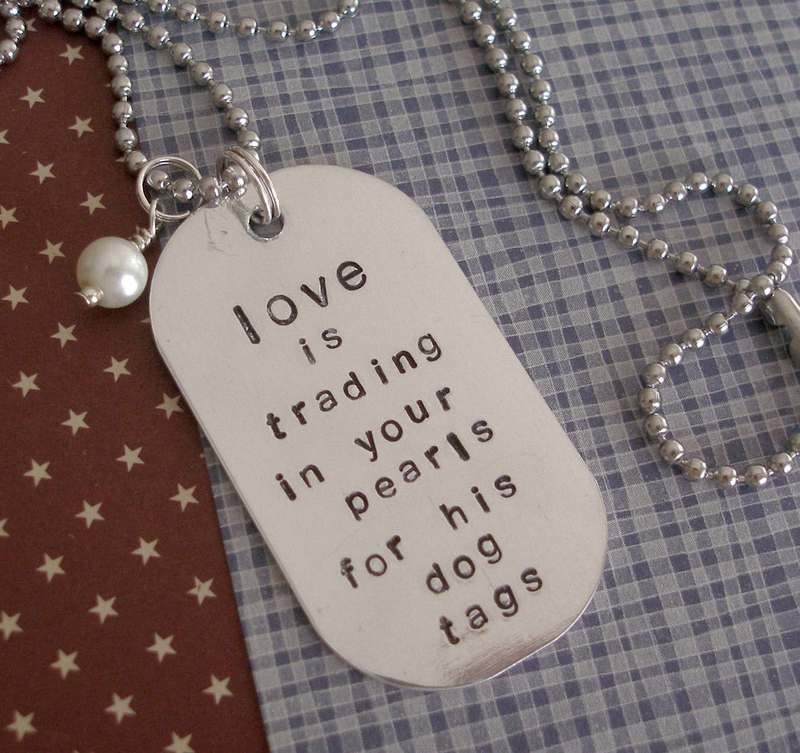 love
is
trading
in your
pearls
for his
dog
tags